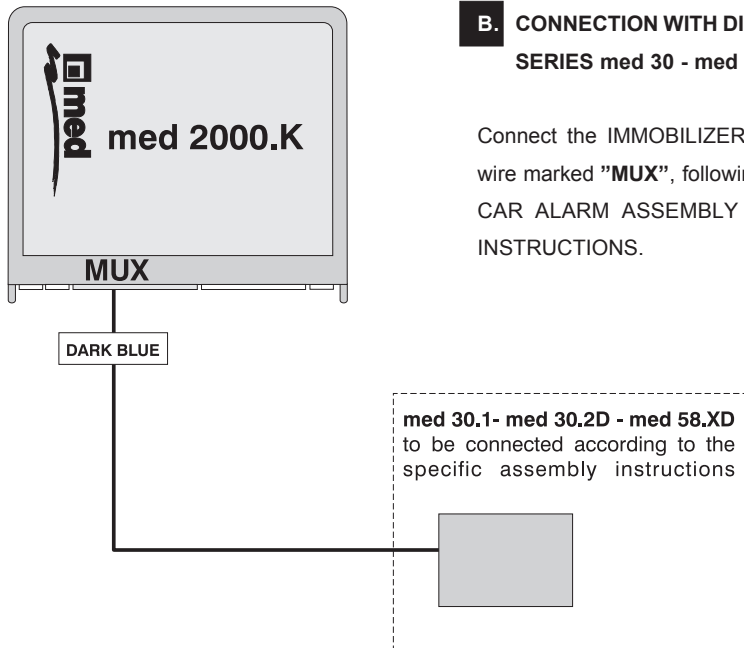 med
med 2000.K
MUX
DARK BLUE
B. CONNECTION WITH
SERIES med 30 - med
Connect the IMMOBILIZER
wire marked ”MUX”,
CAR ALARM ASSEMBLY
INSTRUCTIONS.
med 30.1- med 30.2D - med 58.XD
to be connected according to the
specific assembly instructions